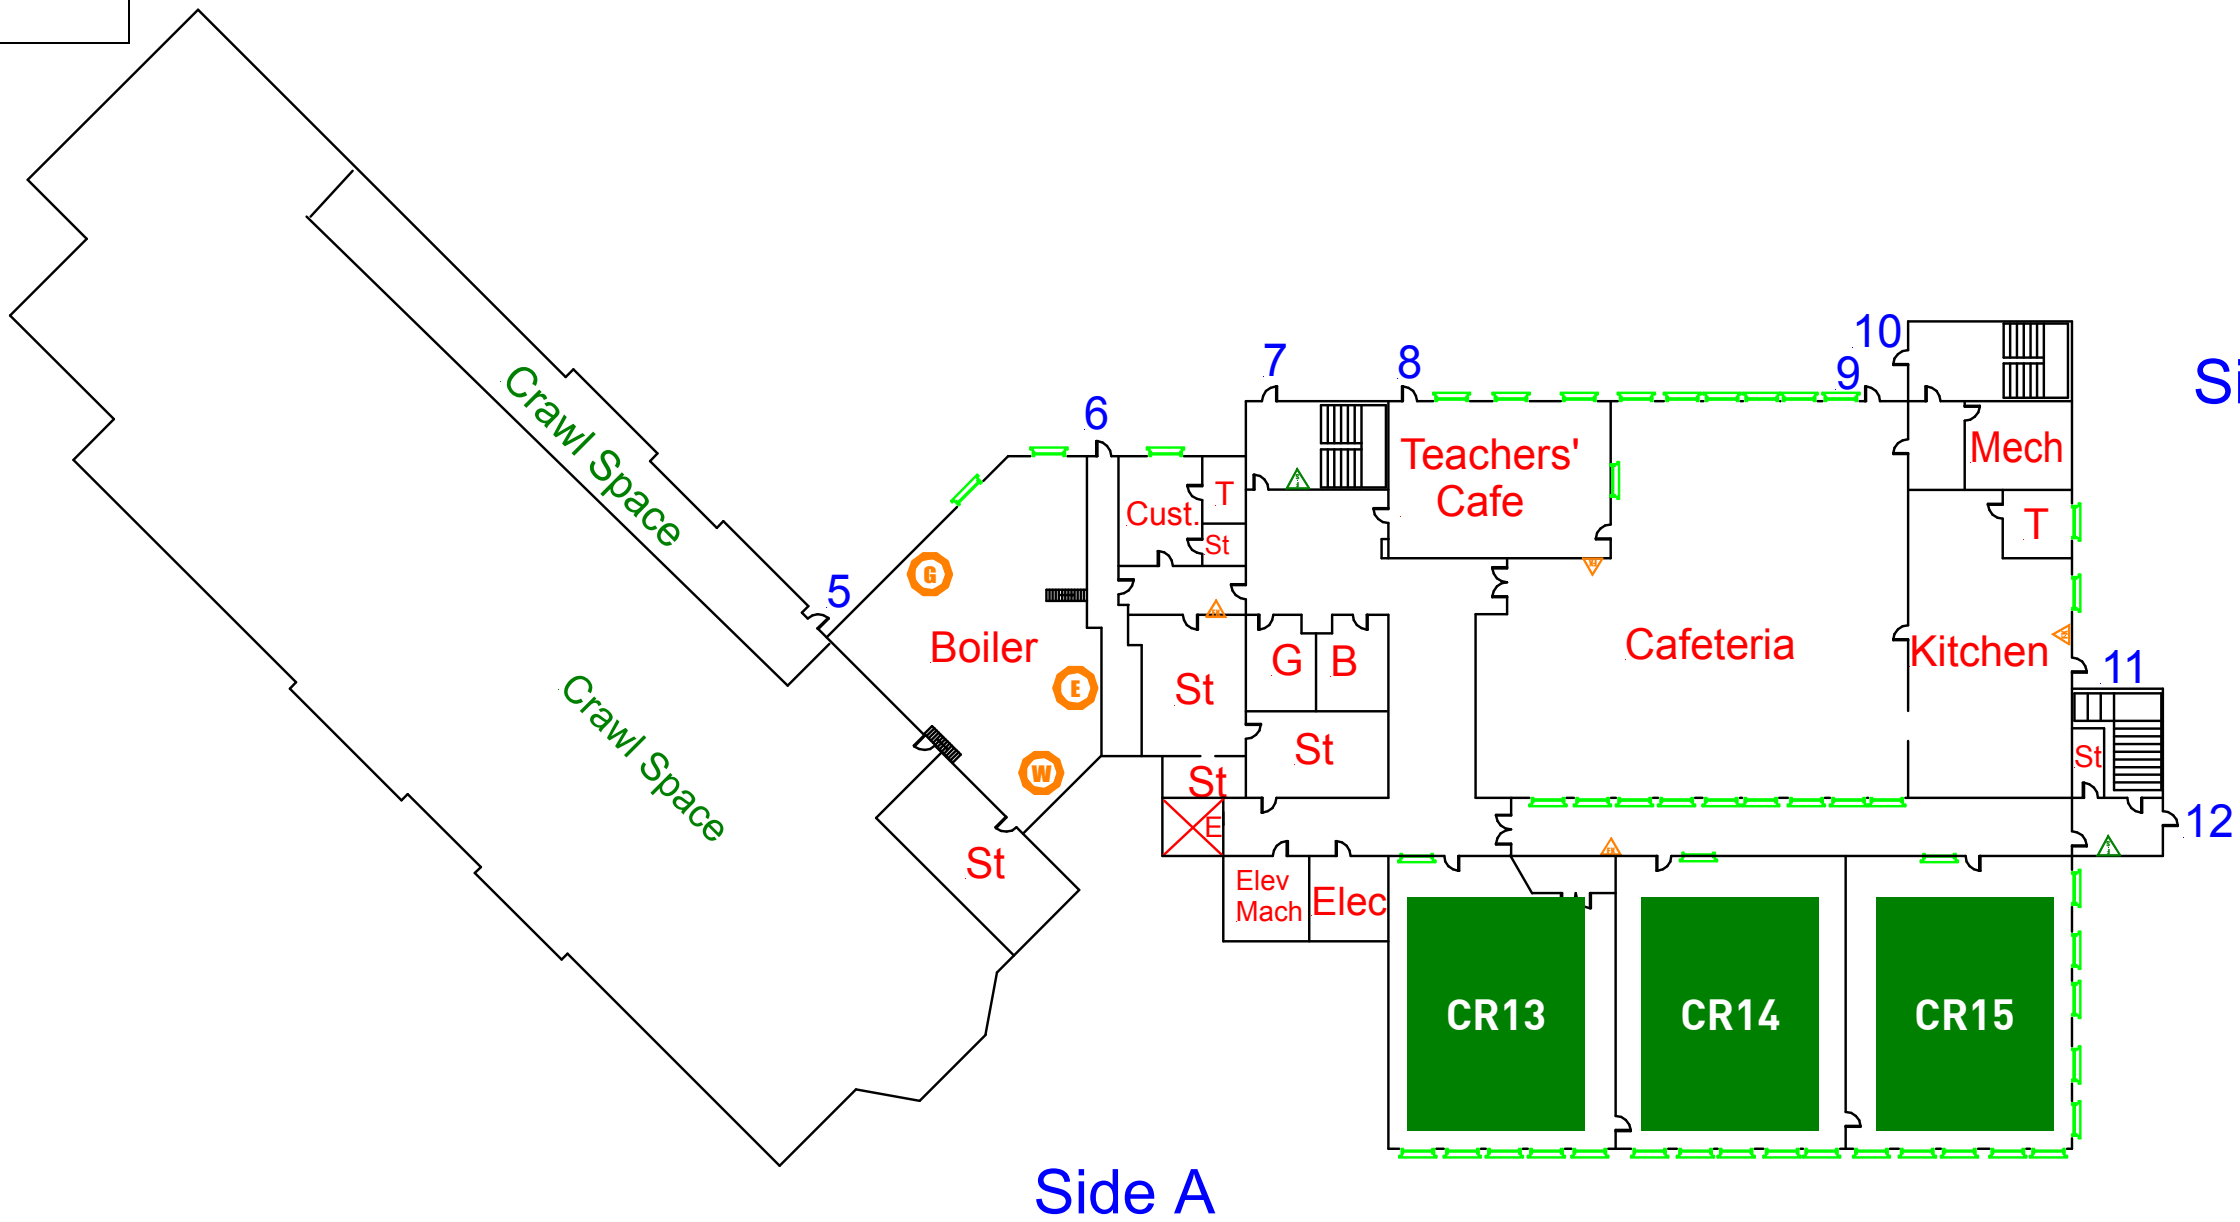 10
Si
7
8
9
6
Crawl Space
Teachers'
Cafe
Mech
T
Cust.
St
T
G
5
Boiler
Cafeteria
Kitchen
G
B
11
E
St
Crawl Space
St
St
W
St
E
12
St
Elev
Mach
Elec
CR13
CR14
CR15
Side A